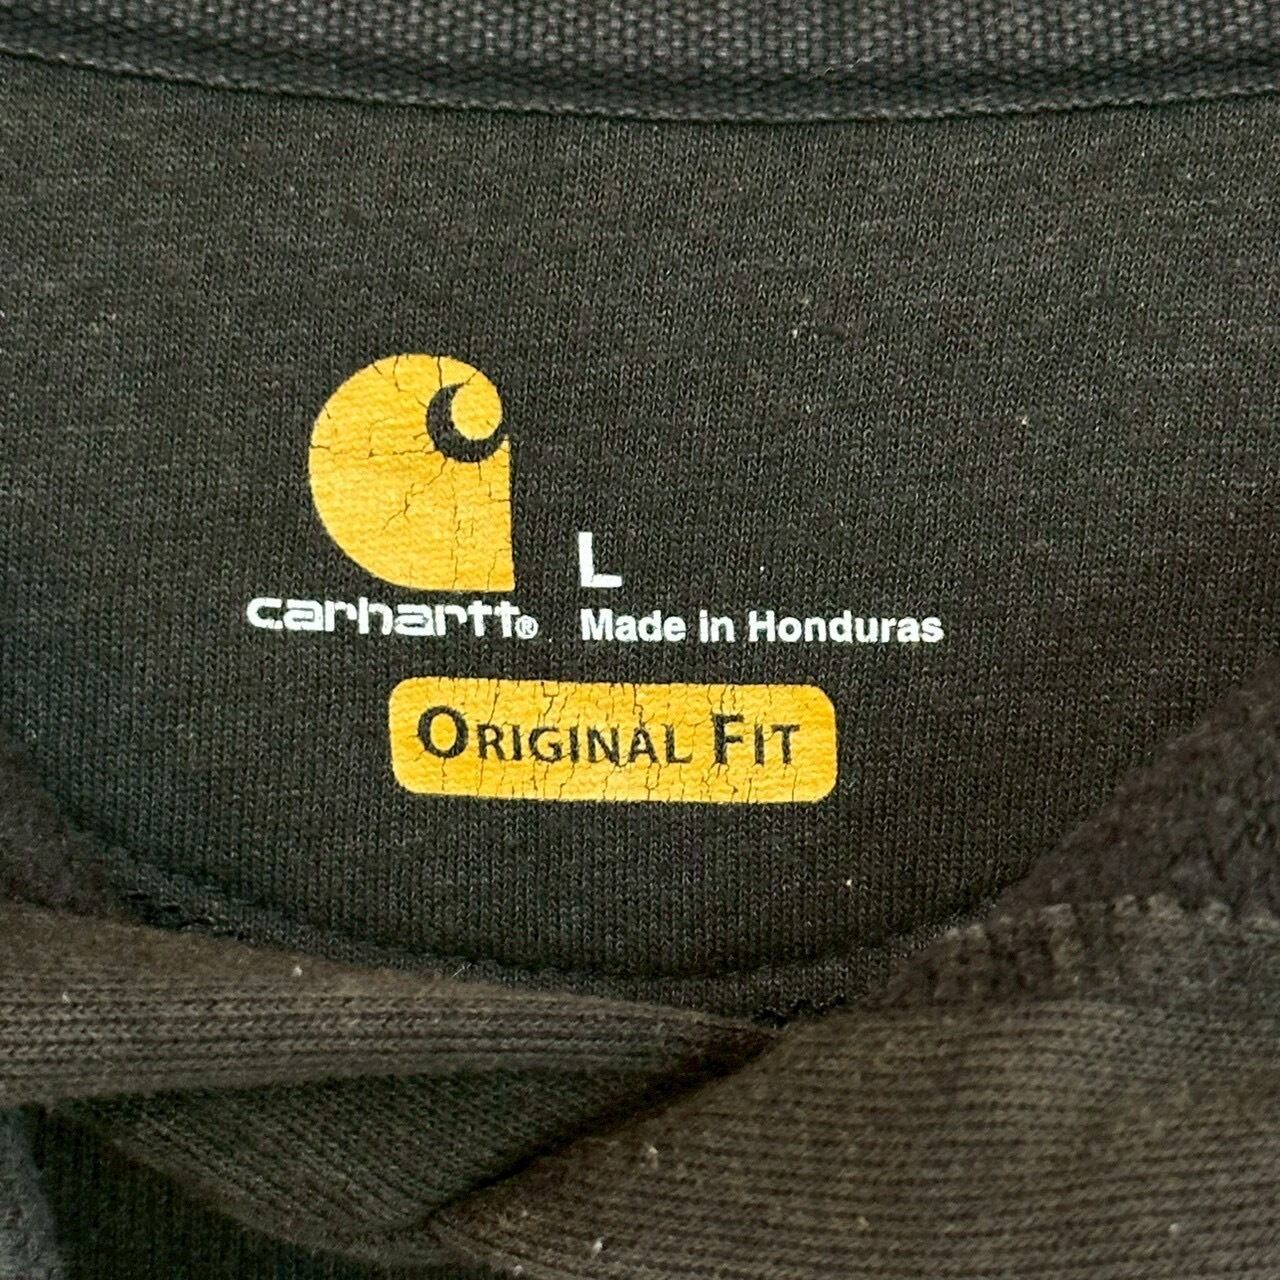 L
carhartt® Made in Honduras
ORIGINAL FIT